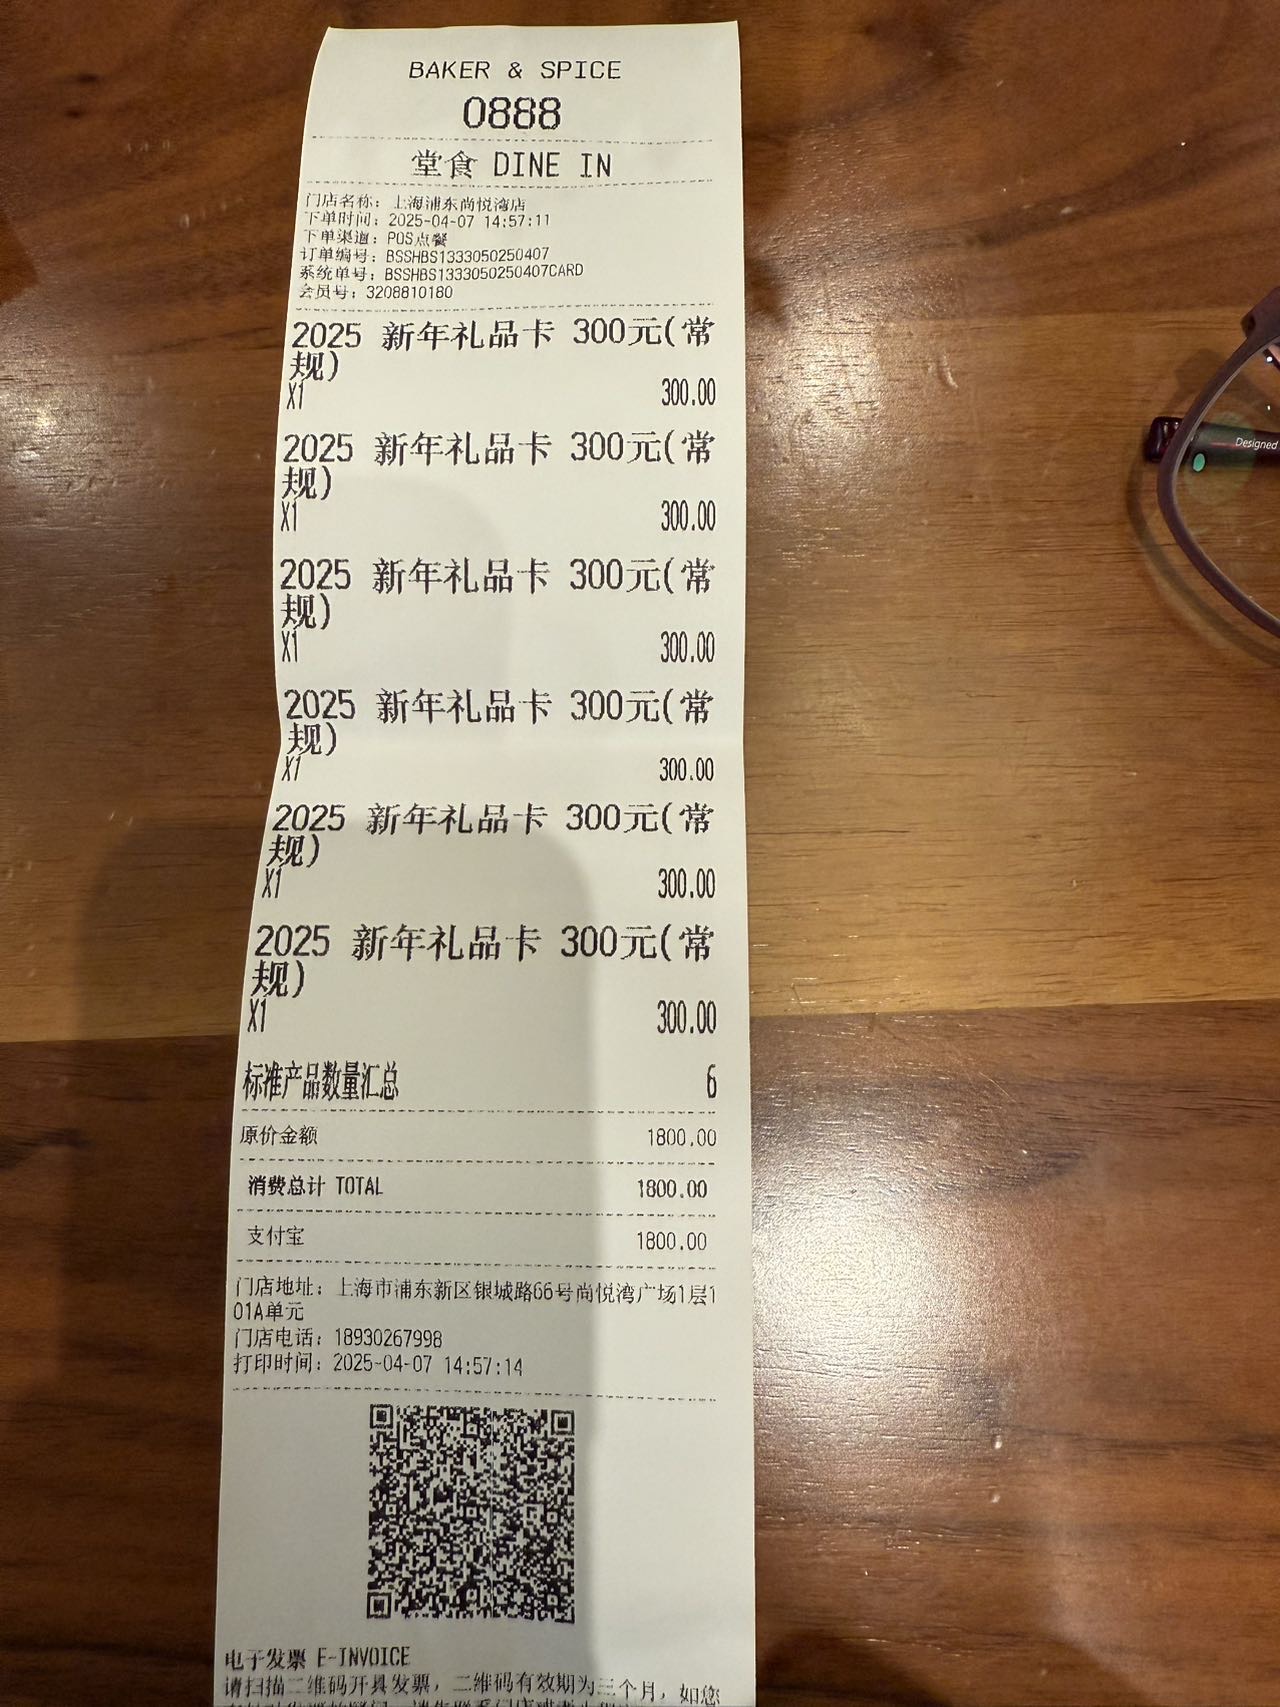 BAKER & SPICE
0888
堂食 DINE IN
门店名称：上海浦东尚悦湾店
下单时间：2025-04-07 14:57:11
下单渠道：POS点餐
订单编号：BSSHBS1333050250407
系统单号：BSSHBS1333050250407CARD
会员号：3208810180
2025 新年礼品卡 300元(常
规)
X1 300.00
2025 新年礼品卡 300元(常
规)
X1 300.00
2025 新年礼品卡 300元(常
规)
X1 300.00
2025 新年礼品卡 300元(常
规)
X1 300.00
2025 新年礼品卡 300元(常
规)
X1 300.00
2025 新年礼品卡 300元(常
规)
X1 300.00
标准产品数量汇总 6
原价金额 1800.00
消费总计 TOTAL 1800.00
支付宝 1800.00
门店地址：上海市浦东新区银城路66号尚悦湾广场1层1
01A单元
门店电话：18930267998
打印时间：2025-04-07 14:57:14
电子发票 E-INVOICE
请扫描二维码开具发票，二维码有效期为三个月，如您
Designed